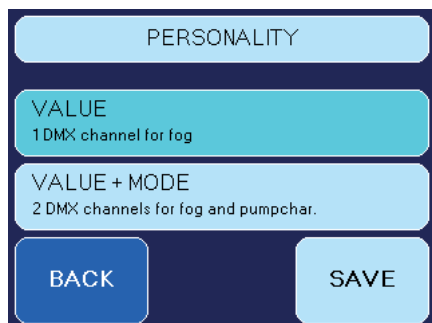 PERSONALITY
VALUE
1 DMX channel for fog
VALUE + MODE
2 DMX channels for fog and pumpchar.
BACK
SAVE